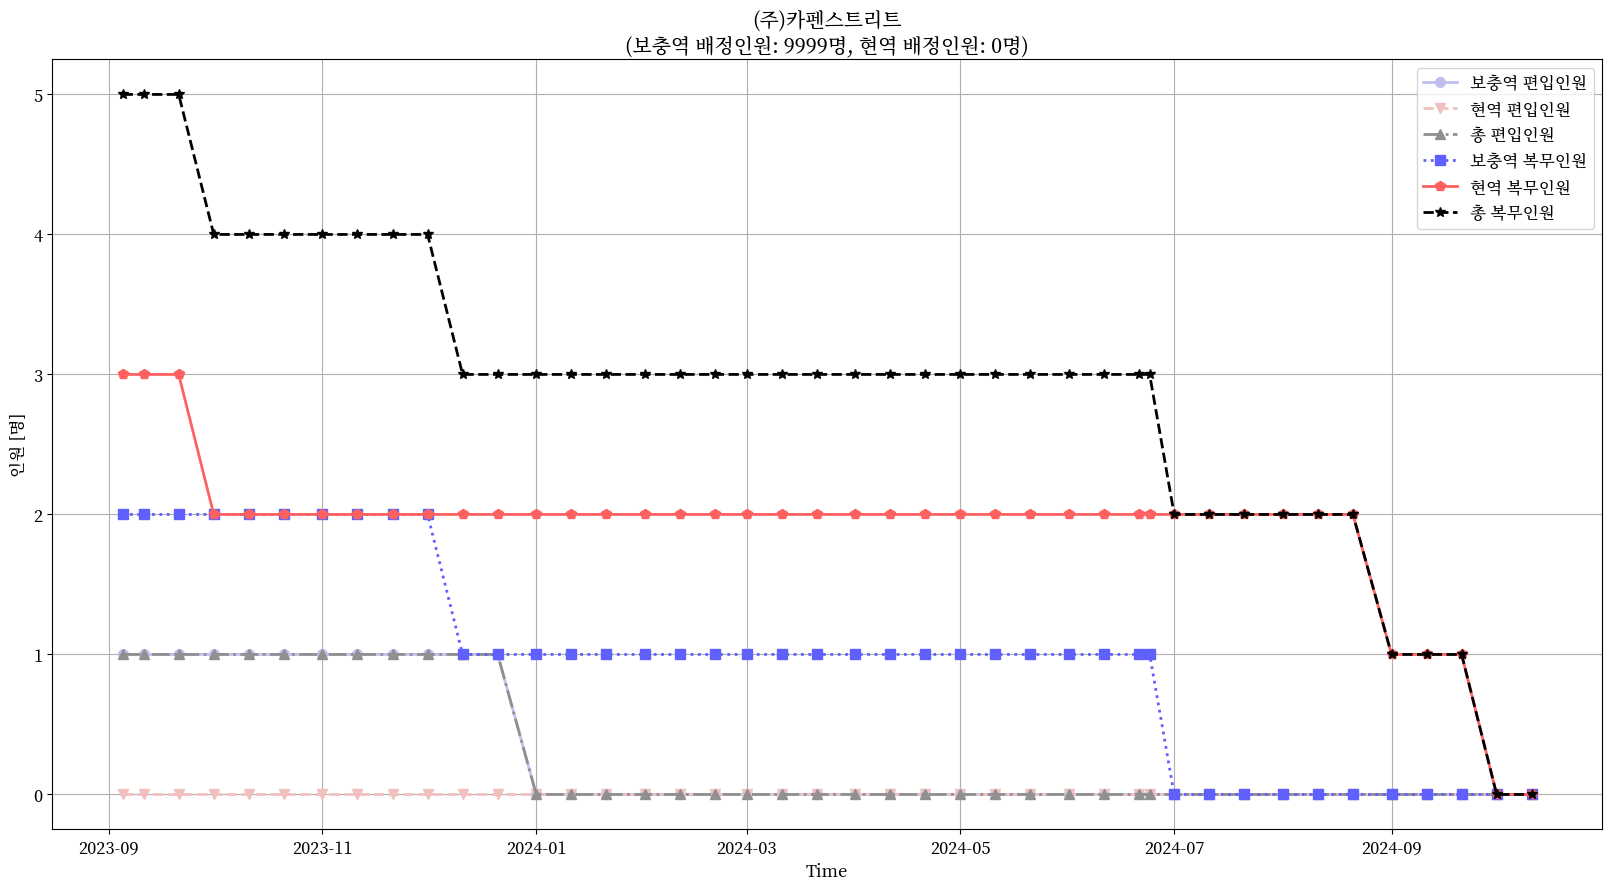 (주)카펜스트리트
(보충역 배정인원: 9999명, 현역 배정인원: 0명)
보충역 편입인원
현역 편입인원
총 편입인원
보충역 복무인원
현역 복무인원
총 복무인원
인원 [명]
5
4
3
2
1
0
2023-09
2023-11
2024-01
2024-03
2024-05
2024-07
2024-09
Time